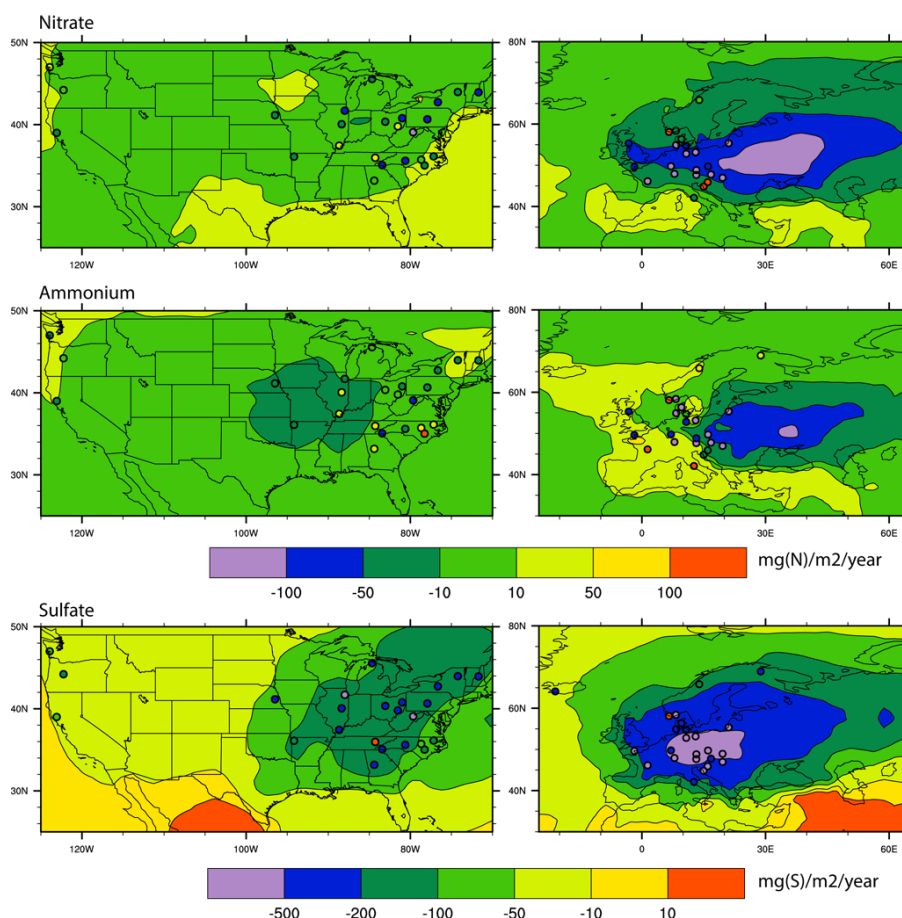 Nitrate
50N
40N
30N
120W 100W 80W
80N
60N
40N
0 30E 60E
Ammonium
50N
40N
30N
120W 100W 80W
80N
60N
40N
0 30E 60E
-100 -50 -10 10 50 100 mg(N)/m2/year
Sulfate
50N
40N
30N
120W 100W 80W
80N
60N
40N
0 30E 60E
-500 -200 -100 -50 -10 10 mg(S)/m2/year